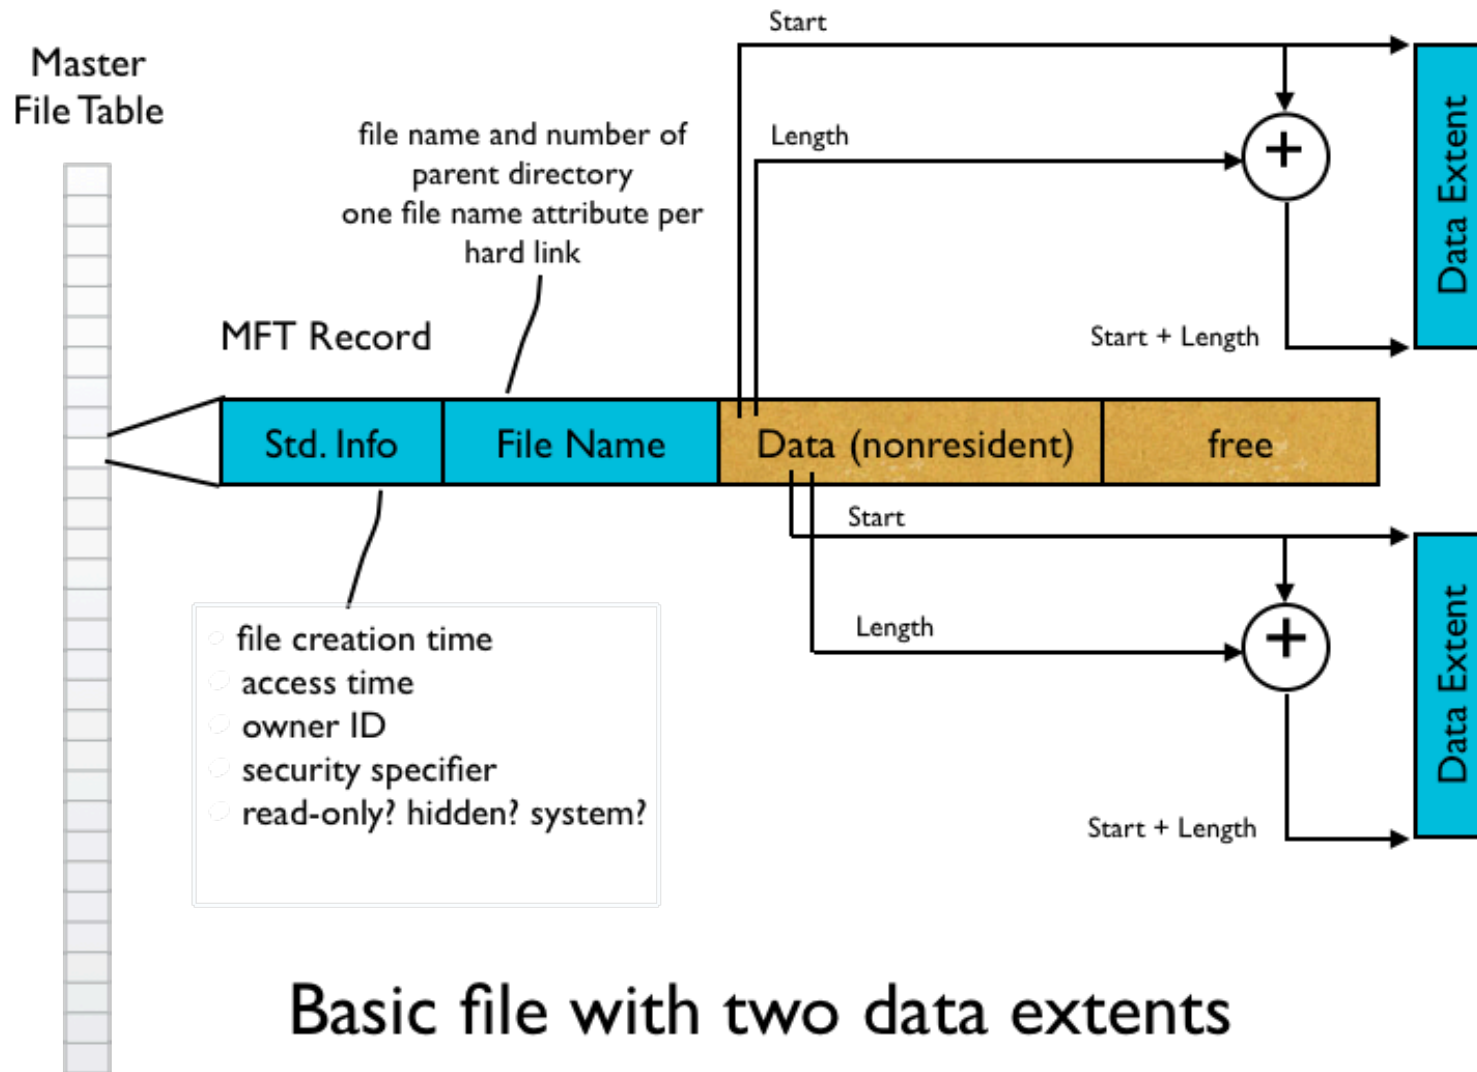 Master
File Table
Start
file name and number of
parent directory
one file name attribute per
hard link
Length
+
Data Extent
Start + Length
MFT Record
Std. Info
File Name
Data (nonresident)
free
Start
Length
+
Data Extent
Start + Length
file creation time
access time
owner ID
security specifier
read-only? hidden? system?
Basic file with two data extents